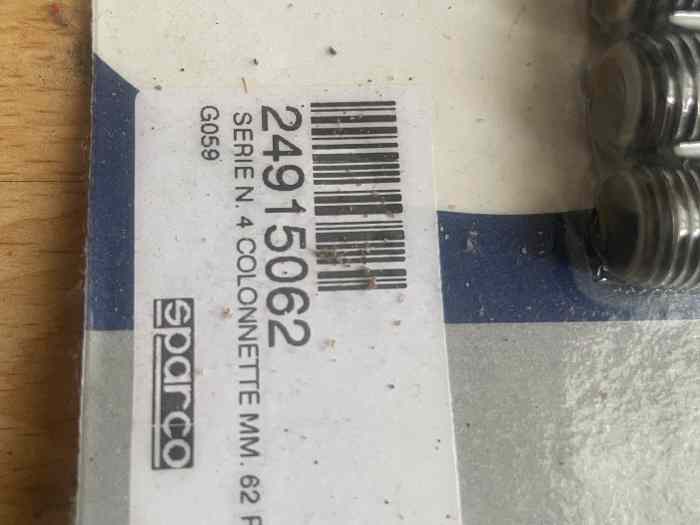 24915062
SERIE N. 4 COLONNETTE MM. 62
G059
sparco